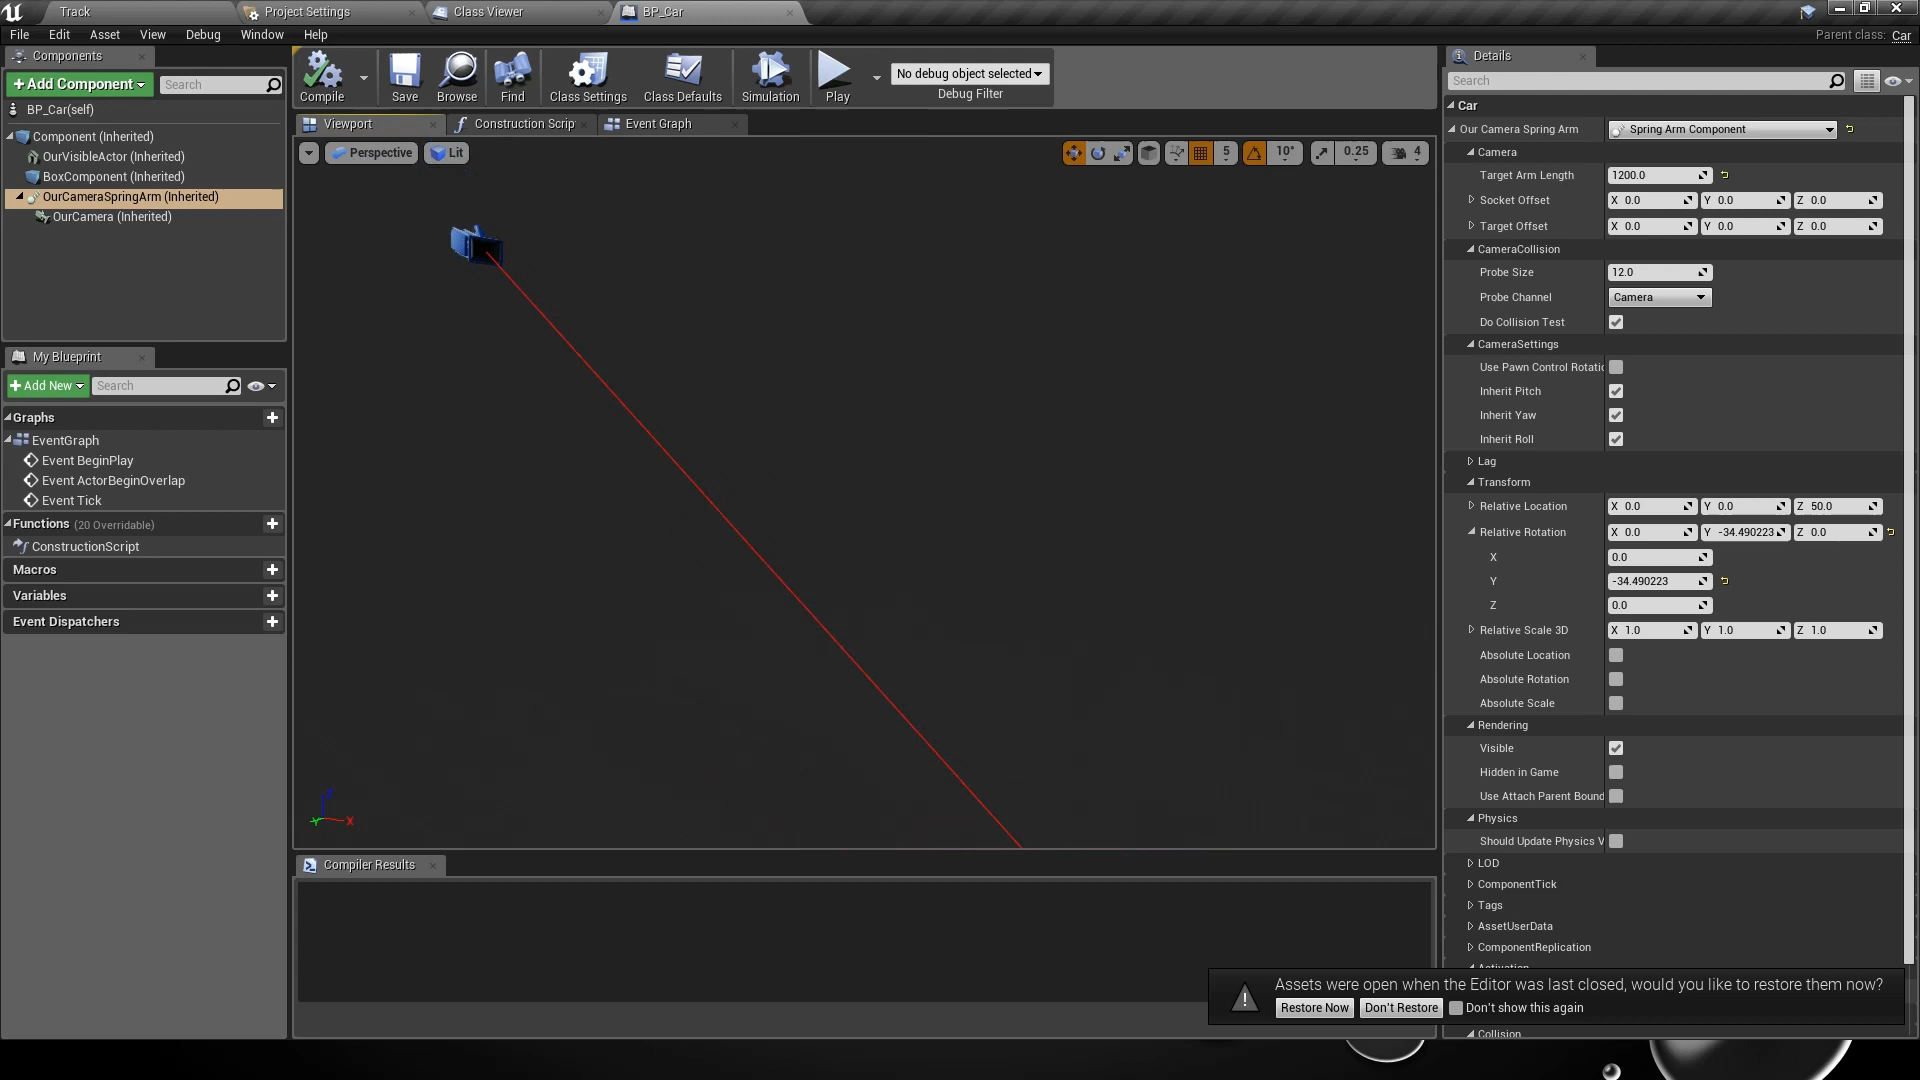 Track
Project Settings
Class Viewer
BP_Car
File
Edit
Asset
View
Debug
Window
Help
Parent class: Car
Components
Add Component
Search
BP_Car(self)
Component (Inherited)
OurVisibleActor (Inherited)
BoxComponent (Inherited)
OurCameraSpringArm (Inherited)
OurCamera (Inherited)
My Blueprint
Add New
Search
Graphs
EventGraph
Event BeginPlay
Event ActorBeginOverlap
Event Tick
Functions (20 Overridable)
ConstructionScript
Macros
Variables
Event Dispatchers
Compile
Save
Browse
Find
Class Settings
Class Defaults
Simulation
Play
No debug object selected
Debug Filter
Viewport
Construction Scrip
Event Graph
Perspective
Lit
5
10°
0.25
4
X
Y
Z
Compiler Results
Details
Search
Car
Our Camera Spring Arm
Spring Arm Component
Camera
Target Arm Length
1200.0
Socket Offset
X 0.0
Y 0.0
Z 0.0
Target Offset
X 0.0
Y 0.0
Z 0.0
CameraCollision
Probe Size
12.0
Probe Channel
Camera
Do Collision Test
CameraSettings
Use Pawn Control Rotatic
Inherit Pitch
Inherit Yaw
Inherit Roll
Lag
Transform
Relative Location
X 0.0
Y 0.0
Z 50.0
Relative Rotation
X 0.0
Y -34.490223
Z 0.0
X
0.0
Y
-34.490223
Z
0.0
Relative Scale 3D
X 1.0
Y 1.0
Z 1.0
Absolute Location
Absolute Rotation
Absolute Scale
Rendering
Visible
Hidden in Game
Use Attach Parent Bound
Physics
Should Update Physics V
LOD
ComponentTick
Tags
AssetUserData
ComponentReplication
Activation
Assets were open when the Editor was last closed, would you like to restore them now?
Restore Now
Don't Restore
Don't show this again
Collision